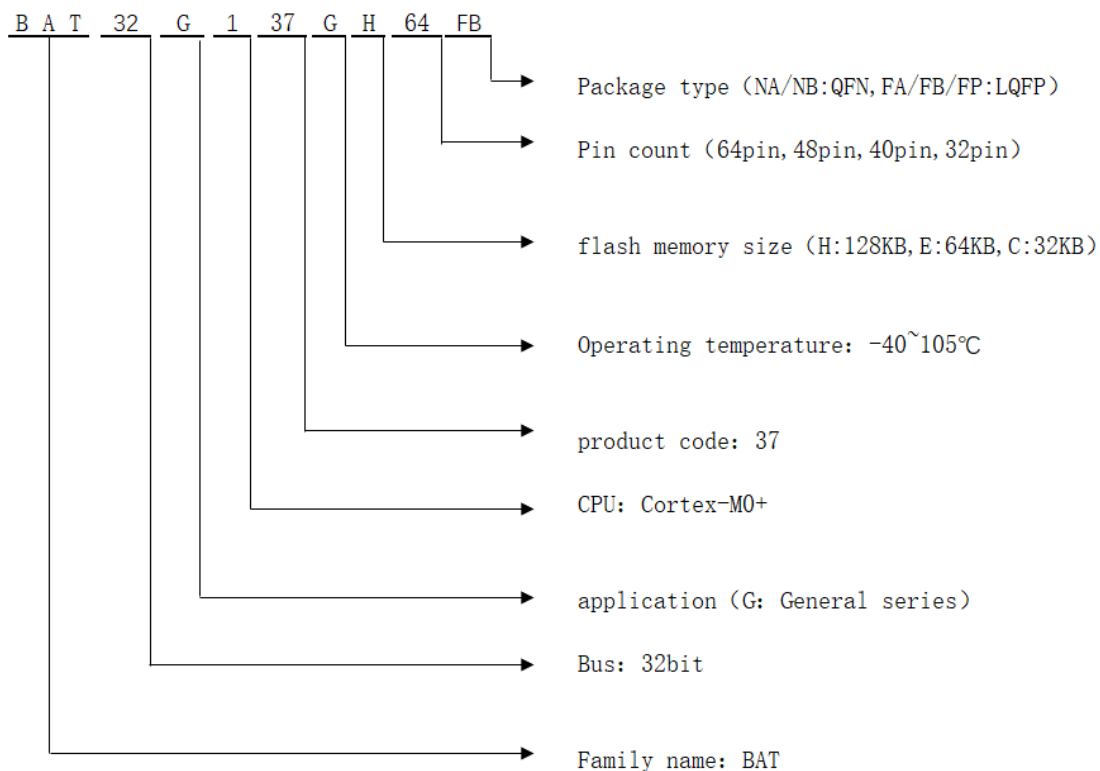 BAT 32 G 1 37 G H 64 FB
Package type（NA/NB:QFN,FA/FB/FP:LQFP）
Pin count（64pin,48pin,40pin,32pin）
flash memory size（H:128KB,E:64KB,C:32KB）
Operating temperature：-40~105℃
product code：37
CPU：Cortex-M0+
application（G：General series）
Bus：32bit
Family name：BAT